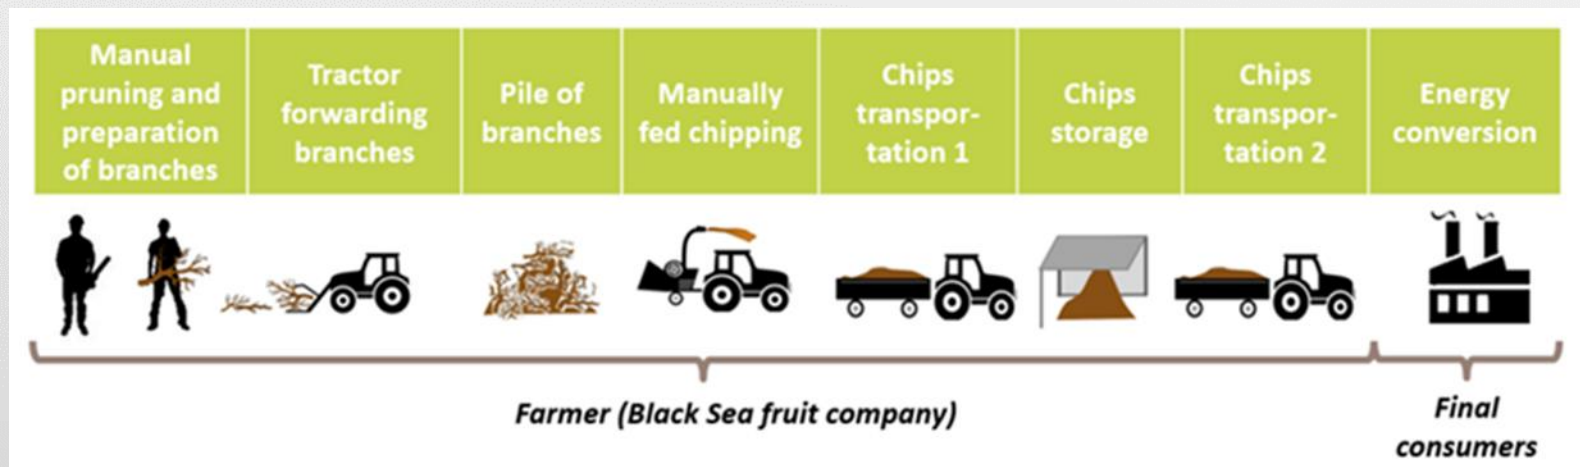 Manual
pruning and
preparation
of branches
Tractor
forwarding
branches
Pile of
branches
Manually
fed chipping
Chips
transpor-
tation 1
Chips
storage
Chips
transpor-
tation 2
Energy
conversion
Farmer (Black Sea fruit company)
Final
consumers